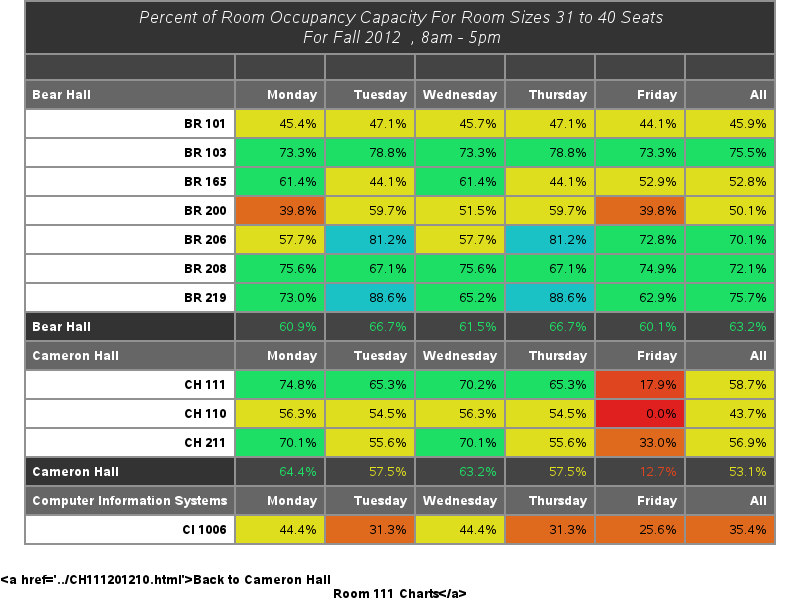 Percent of Room Occupancy Capacity For Room Sizes 31 to 40 Seats
For Fall 2012 , 8am - 5pm
Bear Hall Monday Tuesday Wednesday Thursday Friday All
BR 101 45.4% 47.1% 45.7% 47.1% 44.1% 45.9%
BR 103 73.3% 78.8% 73.3% 78.8% 73.3% 75.5%
BR 165 61.4% 44.1% 61.4% 44.1% 52.9% 52.8%
BR 200 39.8% 59.7% 51.5% 59.7% 39.8% 50.1%
BR 206 57.7% 81.2% 57.7% 81.2% 72.8% 70.1%
BR 208 75.6% 67.1% 75.6% 67.1% 74.9% 72.1%
BR 219 73.0% 88.6% 65.2% 88.6% 62.9% 75.7%
Bear Hall 60.9% 66.7% 61.5% 66.7% 60.1% 63.2%
Cameron Hall Monday Tuesday Wednesday Thursday Friday All
CH 111 74.8% 65.3% 70.2% 65.3% 17.9% 58.7%
CH 110 56.3% 54.5% 56.3% 54.5% 0.0% 43.7%
CH 211 70.1% 55.6% 70.1% 55.6% 33.0% 56.9%
Cameron Hall 64.4% 57.5% 63.2% 57.5% 12.7% 53.1%
Computer Information Systems Monday Tuesday Wednesday Thursday Friday All
CI 1006 44.4% 31.3% 44.4% 31.3% 25.6% 35.4%
<a href='../CH111201210.html'>Back to Cameron Hall
Room 111 Charts</a>